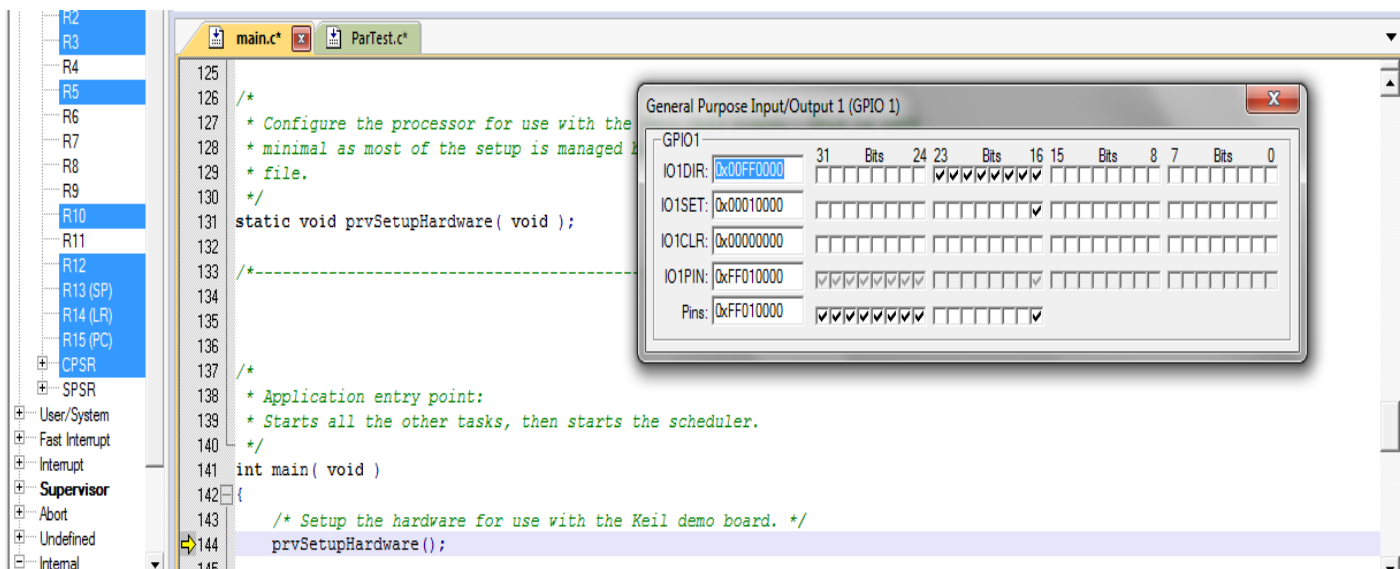 R2
R3
R4
R5
R6
R7
R8
R9
R10
R11
R12
R13 (SP)
R14 (LR)
R15 (PC)
CPSR
SPSR
User/System
Fast Interrupt
Interrupt
Supervisor
Abort
Undefined
Internal
main.c* ParTest.c*
125
126 /*
127 * Configure the processor for use with the
128 * minimal as most of the setup is managed
129 * file.
130 */
131 static void prvSetupHardware( void );
132
133 /*-----------------------------------------
134
135
136
137 /*
138 * Application entry point:
139 * Starts all the other tasks, then starts the scheduler.
140 */
141 int main( void )
142 {
143 /* Setup the hardware for use with the Keil demo board. */
144 prvSetupHardware();
145
General Purpose Input/Output 1 (GPIO 1)
GPIO1
31 Bits 24 23 Bits 16 15 Bits 8 7 Bits 0
IO1DIR: 0x00FF0000
IO1SET: 0x00010000
IO1CLR: 0x00000000
IO1PIN: 0xFF010000
Pins: 0xFF010000